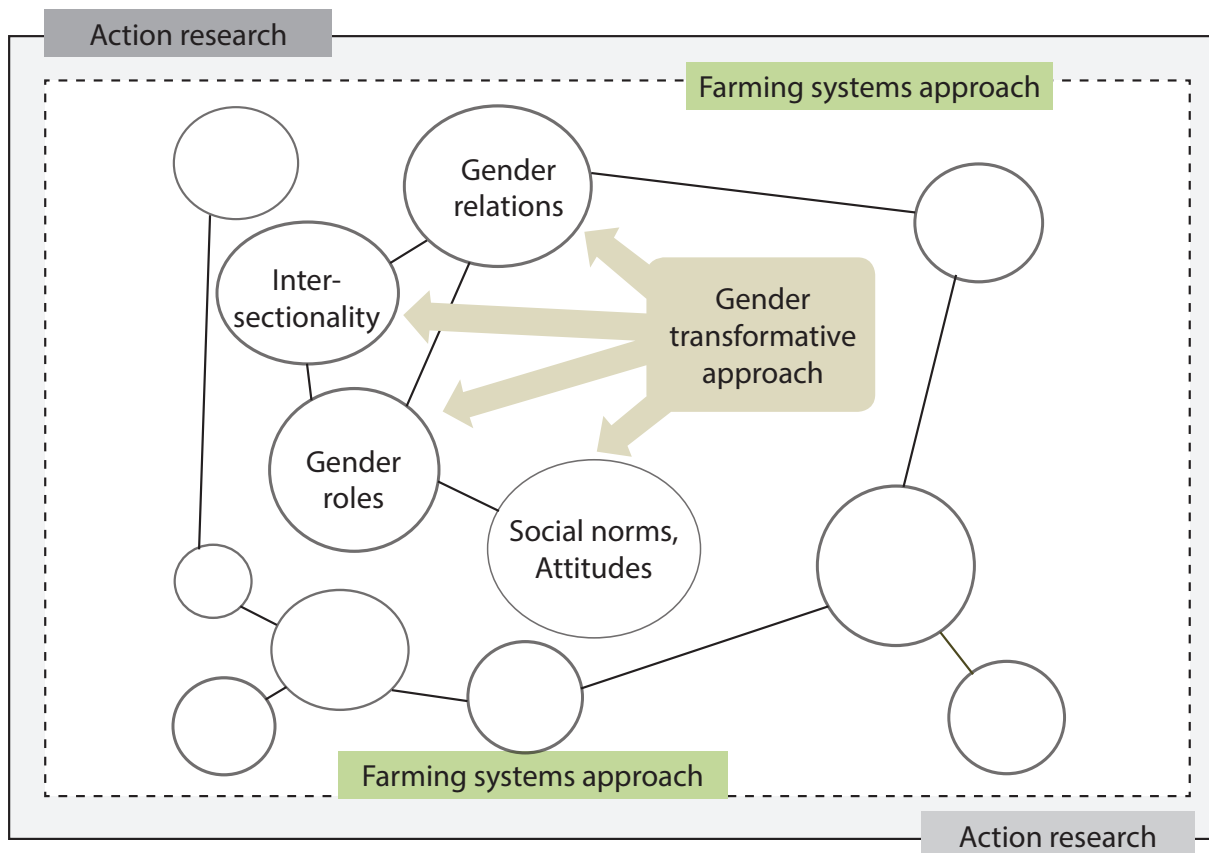 Action research
Farming systems approach
Gender
relations
Inter-
sectionality
Gender
transformative
approach
Gender
roles
Social norms,
Attitudes
Farming systems approach
Action research